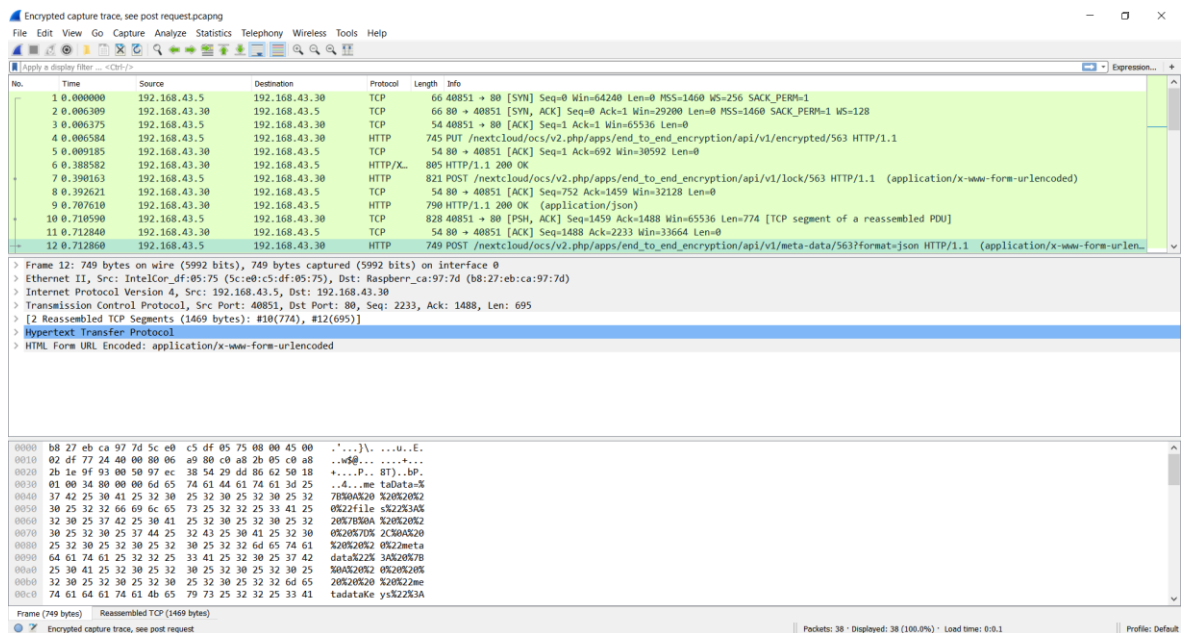 Encrypted capture trace, see post request.pcapng
File Edit View Go Capture Analyze Statistics Telephony Wireless Tools Help
Apply a display filter ... <Ctrl-/> Expression... +
No. Time Source Destination Protocol Length Info
1 0.000000 192.168.43.5 192.168.43.30 TCP 66 40851 → 80 [SYN] Seq=0 Win=64240 Len=0 MSS=1460 WS=256 SACK_PERM=1
2 0.006309 192.168.43.30 192.168.43.5 TCP 66 80 → 40851 [SYN, ACK] Seq=0 Ack=1 Win=29200 Len=0 MSS=1460 SACK_PERM=1 WS=128
3 0.006375 192.168.43.5 192.168.43.30 TCP 54 40851 → 80 [ACK] Seq=1 Ack=1 Win=65536 Len=0
4 0.006584 192.168.43.5 192.168.43.30 HTTP 745 PUT /nextcloud/ocs/v2.php/apps/end_to_end_encryption/api/v1/encrypted/563 HTTP/1.1
5 0.009185 192.168.43.30 192.168.43.5 TCP 54 80 → 40851 [ACK] Seq=1 Ack=692 Win=30592 Len=0
6 0.388582 192.168.43.30 192.168.43.5 HTTP/X... 805 HTTP/1.1 200 OK
7 0.390163 192.168.43.5 192.168.43.30 HTTP 821 POST /nextcloud/ocs/v2.php/apps/end_to_end_encryption/api/v1/lock/563 HTTP/1.1 (application/x-www-form-urlencoded)
8 0.392621 192.168.43.30 192.168.43.5 TCP 54 80 → 40851 [ACK] Seq=752 Ack=1459 Win=32128 Len=0
9 0.707610 192.168.43.30 192.168.43.5 HTTP 790 HTTP/1.1 200 OK (application/json)
10 0.710590 192.168.43.5 192.168.43.30 TCP 828 40851 → 80 [PSH, ACK] Seq=1459 Ack=1488 Win=65536 Len=774 [TCP segment of a reassembled PDU]
11 0.712840 192.168.43.30 192.168.43.5 TCP 54 80 → 40851 [ACK] Seq=1488 Ack=2233 Win=33664 Len=0
12 0.712860 192.168.43.5 192.168.43.30 HTTP 749 POST /nextcloud/ocs/v2.php/apps/end_to_end_encryption/api/v1/meta-data/563?format=json HTTP/1.1 (application/x-www-form-urlen...
> Frame 12: 749 bytes on wire (5992 bits), 749 bytes captured (5992 bits) on interface 0
> Ethernet II, Src: IntelCor_df:05:75 (5c:e0:c5:df:05:75), Dst: Raspberr_ca:97:7d (b8:27:eb:ca:97:7d)
> Internet Protocol Version 4, Src: 192.168.43.5, Dst: 192.168.43.30
> Transmission Control Protocol, Src Port: 40851, Dst Port: 80, Seq: 2233, Ack: 1488, Len: 695
> [2 Reassembled TCP Segments (1469 bytes): #10(774), #12(695)]
> Hypertext Transfer Protocol
> HTML Form URL Encoded: application/x-www-form-urlencoded
0000 b8 27 eb ca 97 7d 5c e0 c5 df 05 75 08 00 45 00 .'...}\. ...u..E.
0010 02 df 77 24 40 00 80 06 a9 80 c0 a8 2b 05 c0 a8 ..w$@... ....+...
0020 2b 1e 9f 93 00 50 97 ec 38 54 29 dd 86 62 50 18 +....P.. 8T)..bP.
0030 01 00 34 80 00 00 6d 65 74 61 44 61 74 61 3d 25 ..4...me taData=%
0040 37 42 25 30 41 25 32 30 25 32 30 25 32 30 25 32 7B%0A%20 %20%20%2
0050 30 25 32 32 66 69 6c 65 73 25 32 32 25 33 41 25 0%22file s%22%3A%
0060 32 30 25 37 42 25 30 41 25 32 30 25 32 30 25 32 20%7B%0A %20%20%2
0070 30 25 32 30 25 37 44 25 32 43 25 30 41 25 32 30 0%20%7D% 2C%0A%20
0080 25 32 30 25 32 30 25 32 30 25 32 32 6d 65 74 61 %20%20%2 0%22meta
0090 64 61 74 61 25 32 32 25 33 41 25 32 30 25 37 42 data%22% 3A%20%7B
00a0 25 30 41 25 32 30 25 32 30 25 32 30 25 32 30 25 %0A%20%2 0%20%20%
00b0 32 30 25 32 30 25 32 30 25 32 30 25 32 32 6d 65 20%20%20 %20%22me
00c0 74 61 64 61 74 61 4b 65 79 73 25 32 32 25 33 41 tadataKe ys%22%3A
Frame (749 bytes) Reassembled TCP (1469 bytes)
Encrypted capture trace, see post request Packets: 38 · Displayed: 38 (100.0%) · Load time: 0:0.1 Profile: Default